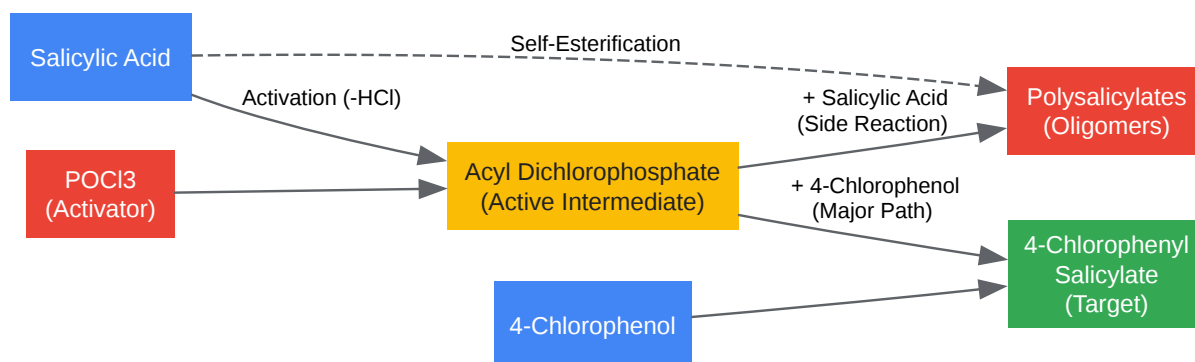 Salicylic Acid
Self-Esterification
Activation (-HCl)
+ Salicylic Acid
(Side Reaction)
Polysalicylates
(Oligomers)
POCl3
(Activator)
Acyl Dichlorophosphate
(Active Intermediate)
+ 4-Chlorophenol
(Major Path)
4-Chlorophenyl
Salicylate
(Target)
4-Chlorophenol